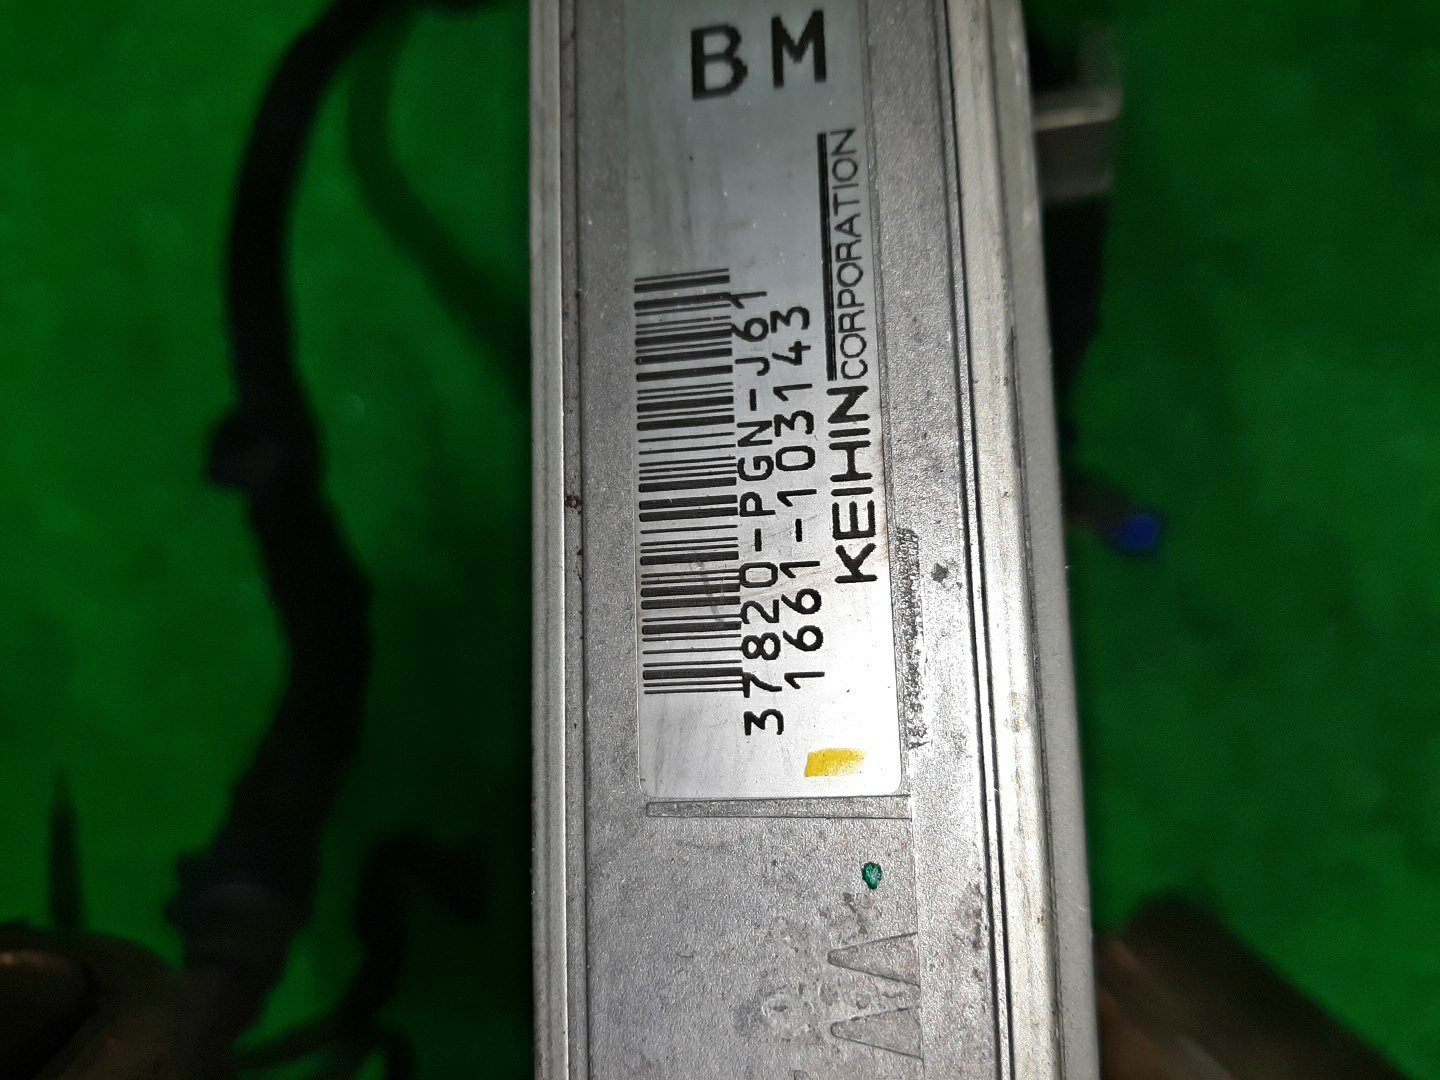 BM
37820-PGN-J61
1661-103143
KEIHIN CORPORATION